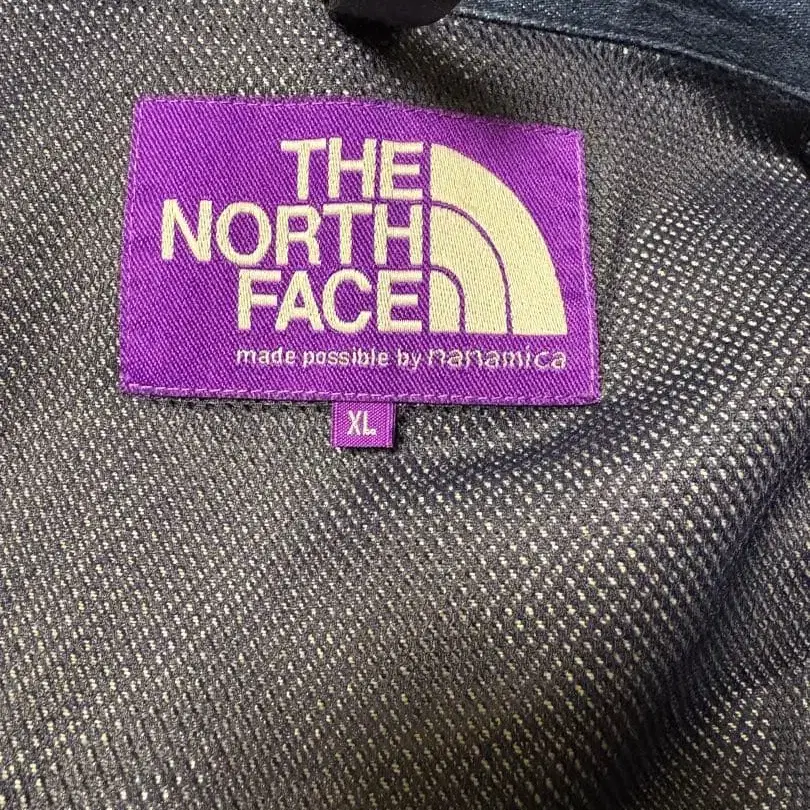 THE
NORTH
FACE
made possible by nanamica
XL